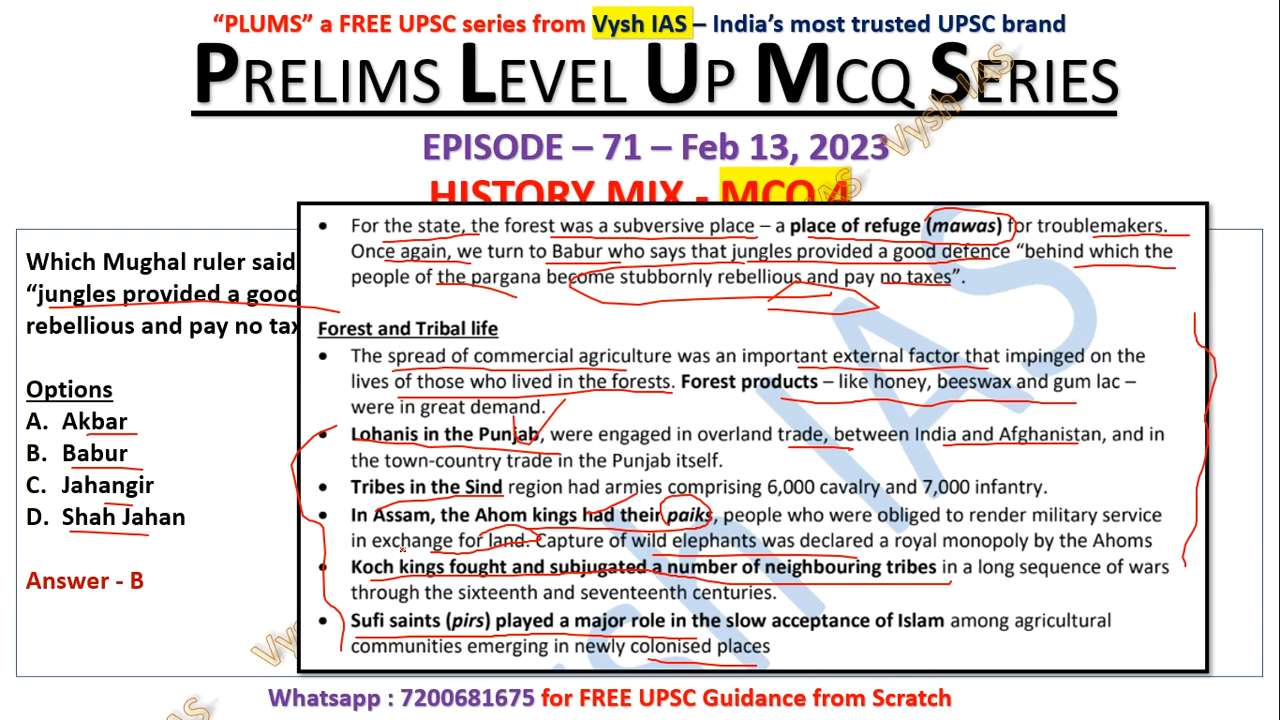 “PLUMS” a FREE UPSC series from Vysh IAS – India’s most trusted UPSC brand
PRELIMS LEVEL UP MCQ SERIES
EPISODE – 71 – Feb 13, 2023
HISTORY MIX - MCQ 4
Which Mughal ruler said
“jungles provided a good
rebellious and pay no tax
Options
A. Akbar
B. Babur
C. Jahangir
D. Shah Jahan
Answer - B
• For the state, the forest was a subversive place – a place of refuge (mawas) for troublemakers.
Once again, we turn to Babur who says that jungles provided a good defence “behind which the
people of the pargana become stubbornly rebellious and pay no taxes”.
Forest and Tribal life
• The spread of commercial agriculture was an important external factor that impinged on the
lives of those who lived in the forests. Forest products – like honey, beeswax and gum lac –
were in great demand.
• Lohanis in the Punjab, were engaged in overland trade, between India and Afghanistan, and in
the town-country trade in the Punjab itself.
• Tribes in the Sind region had armies comprising 6,000 cavalry and 7,000 infantry.
• In Assam, the Ahom kings had their paiks, people who were obliged to render military service
in exchange for land. Capture of wild elephants was declared a royal monopoly by the Ahoms
• Koch kings fought and subjugated a number of neighbouring tribes in a long sequence of wars
through the sixteenth and seventeenth centuries.
• Sufi saints (pirs) played a major role in the slow acceptance of Islam among agricultural
communities emerging in newly colonised places
Whatsapp : 7200681675 for FREE UPSC Guidance from Scratch
Vysh IAS